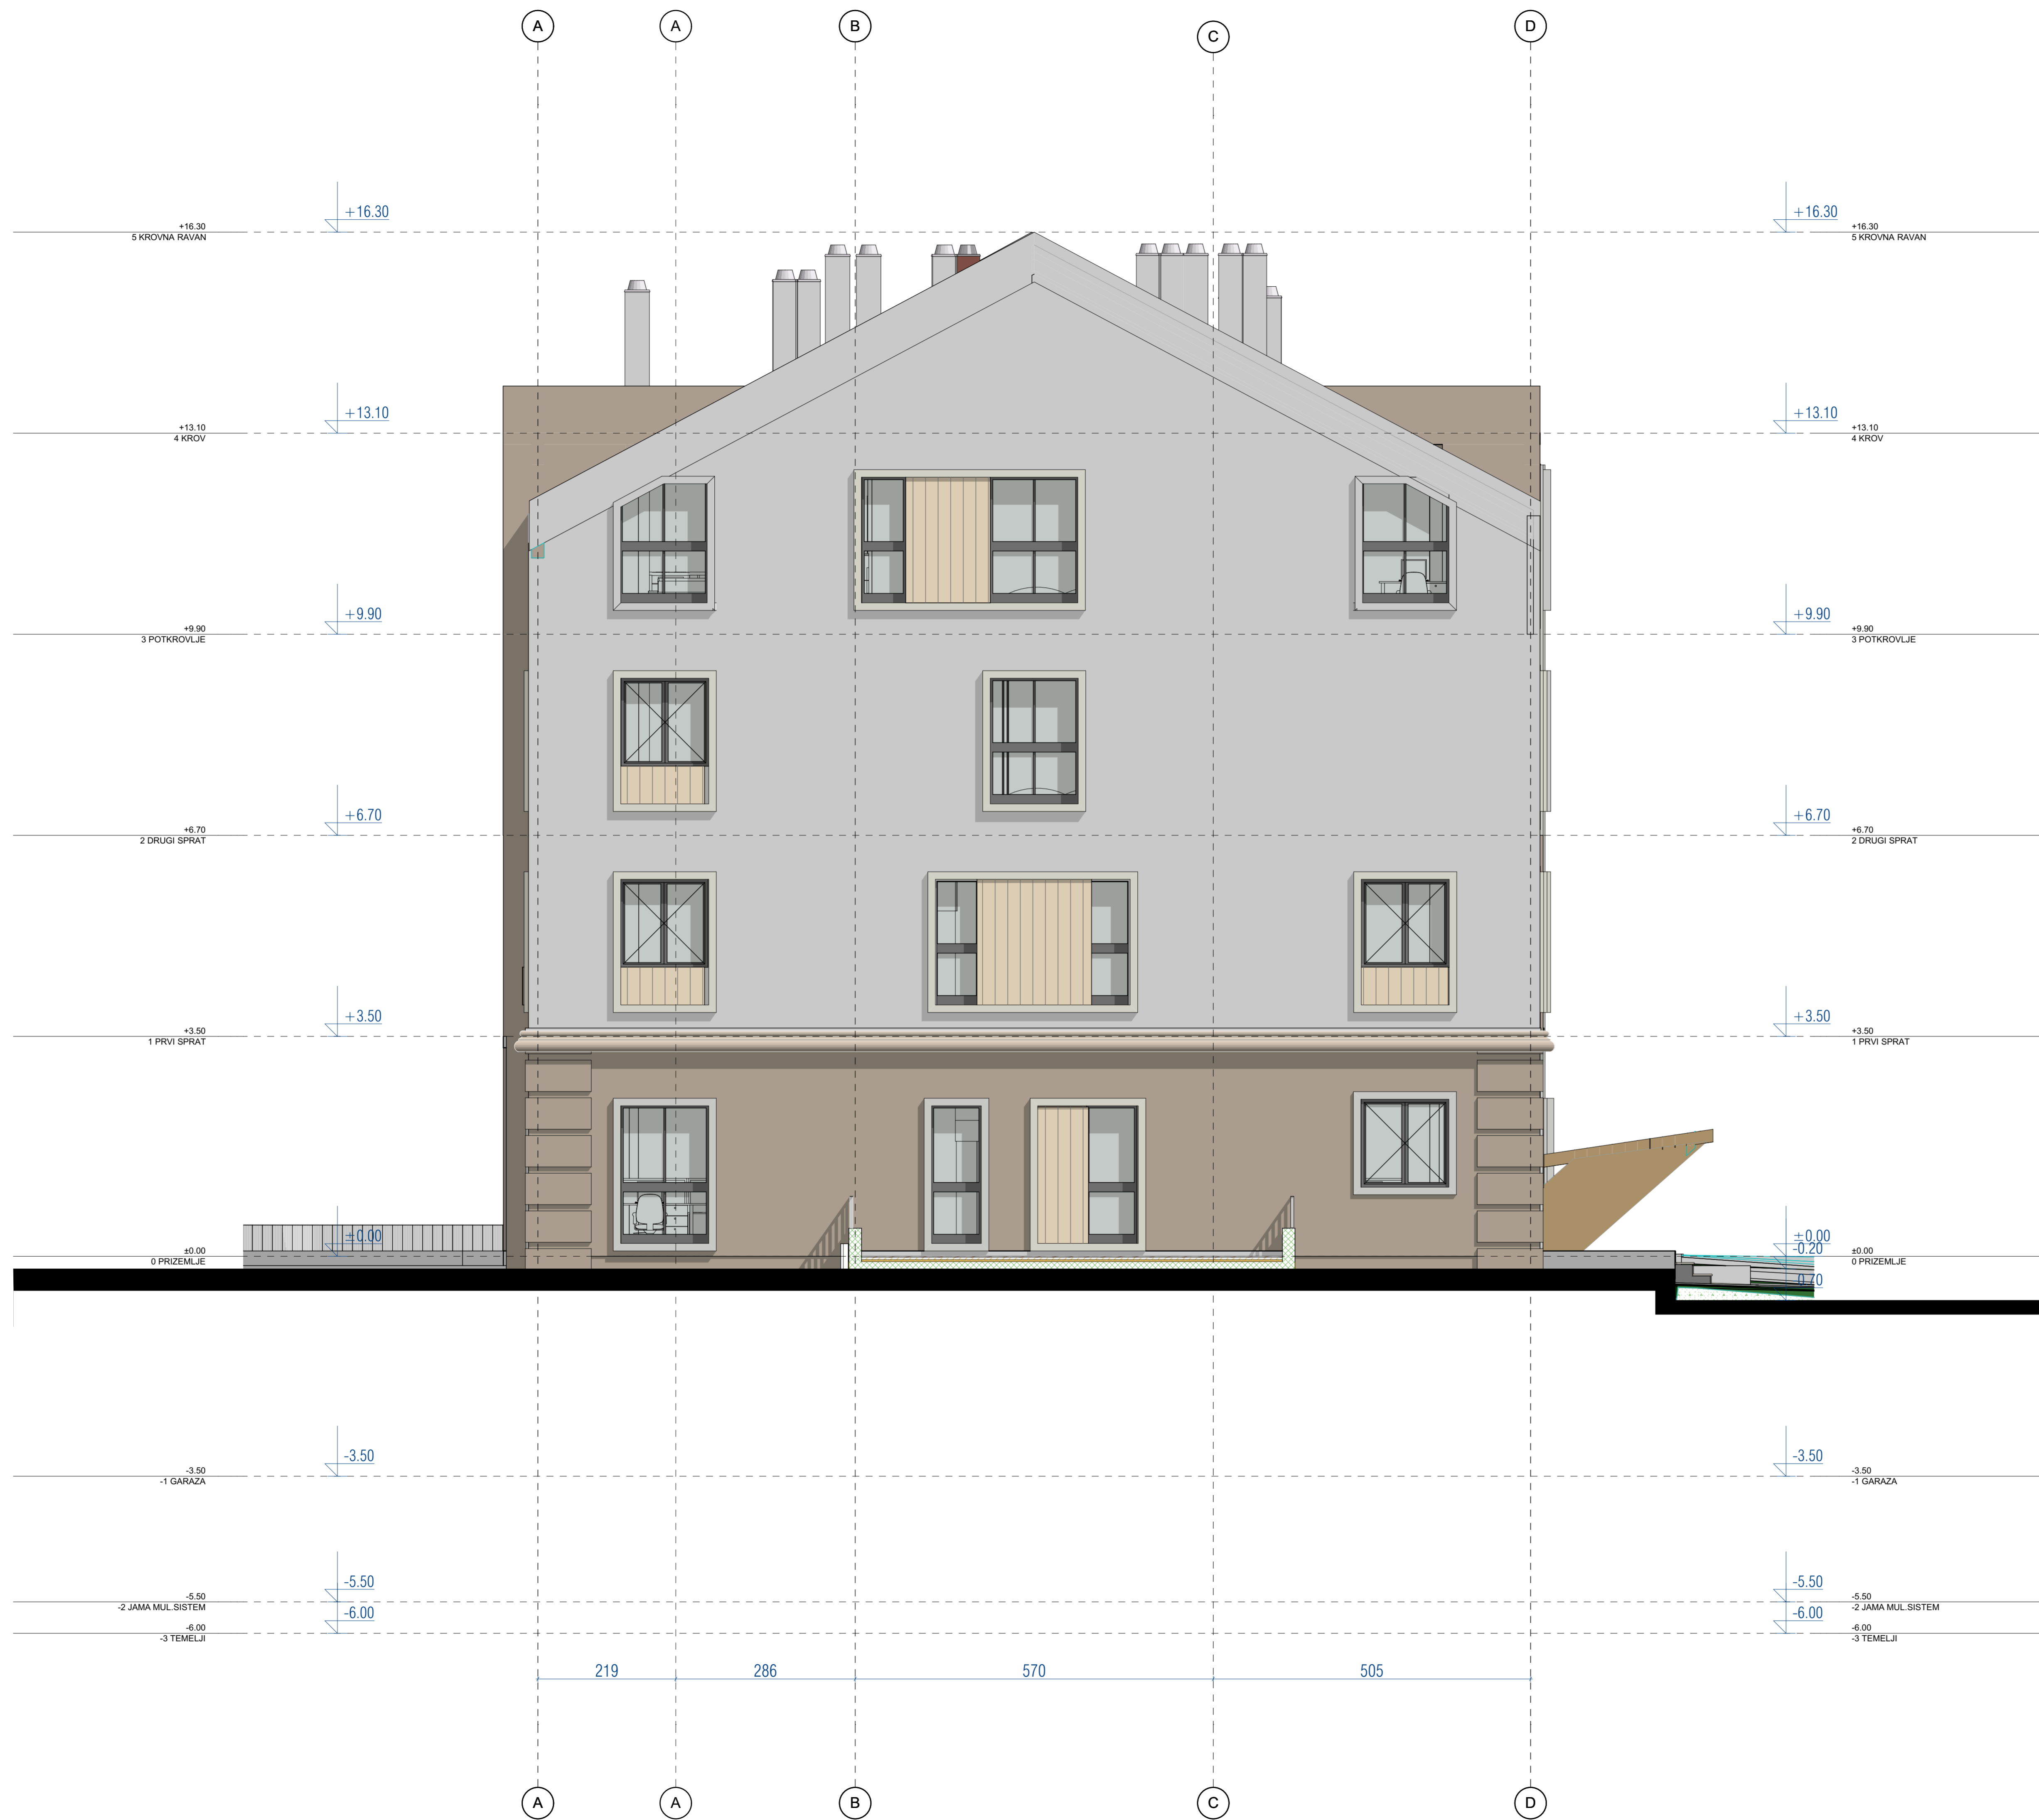 A A B C D
+16.30 +16.30
+16.30 +16.30
5 KROVNA RAVAN 5 KROVNA RAVAN
+13.10 +13.10
+13.10 +13.10
4 KROV 4 KROV
+9.90 +9.90
+9.90 +9.90
3 POTKROVLJE 3 POTKROVLJE
+6.70 +6.70
+6.70 +6.70
2 DRUGI SPRAT 2 DRUGI SPRAT
+3.50 +3.50
+3.50 +3.50
1 PRVI SPRAT 1 PRVI SPRAT
±0.00 ±0.00
-0.20
±0.00 ±0.00
0 PRIZEMLJE 0 PRIZEMLJE
-0.70
-3.50 -3.50
-3.50 -3.50
-1 GARAZA -1 GARAZA
-5.50 -5.50
-5.50 -5.50
-2 JAMA MUL.SISTEM -2 JAMA MUL.SISTEM
-6.00 -6.00
-6.00 -6.00
-3 TEMELJI -3 TEMELJI
219 286 570 505
A A B C D